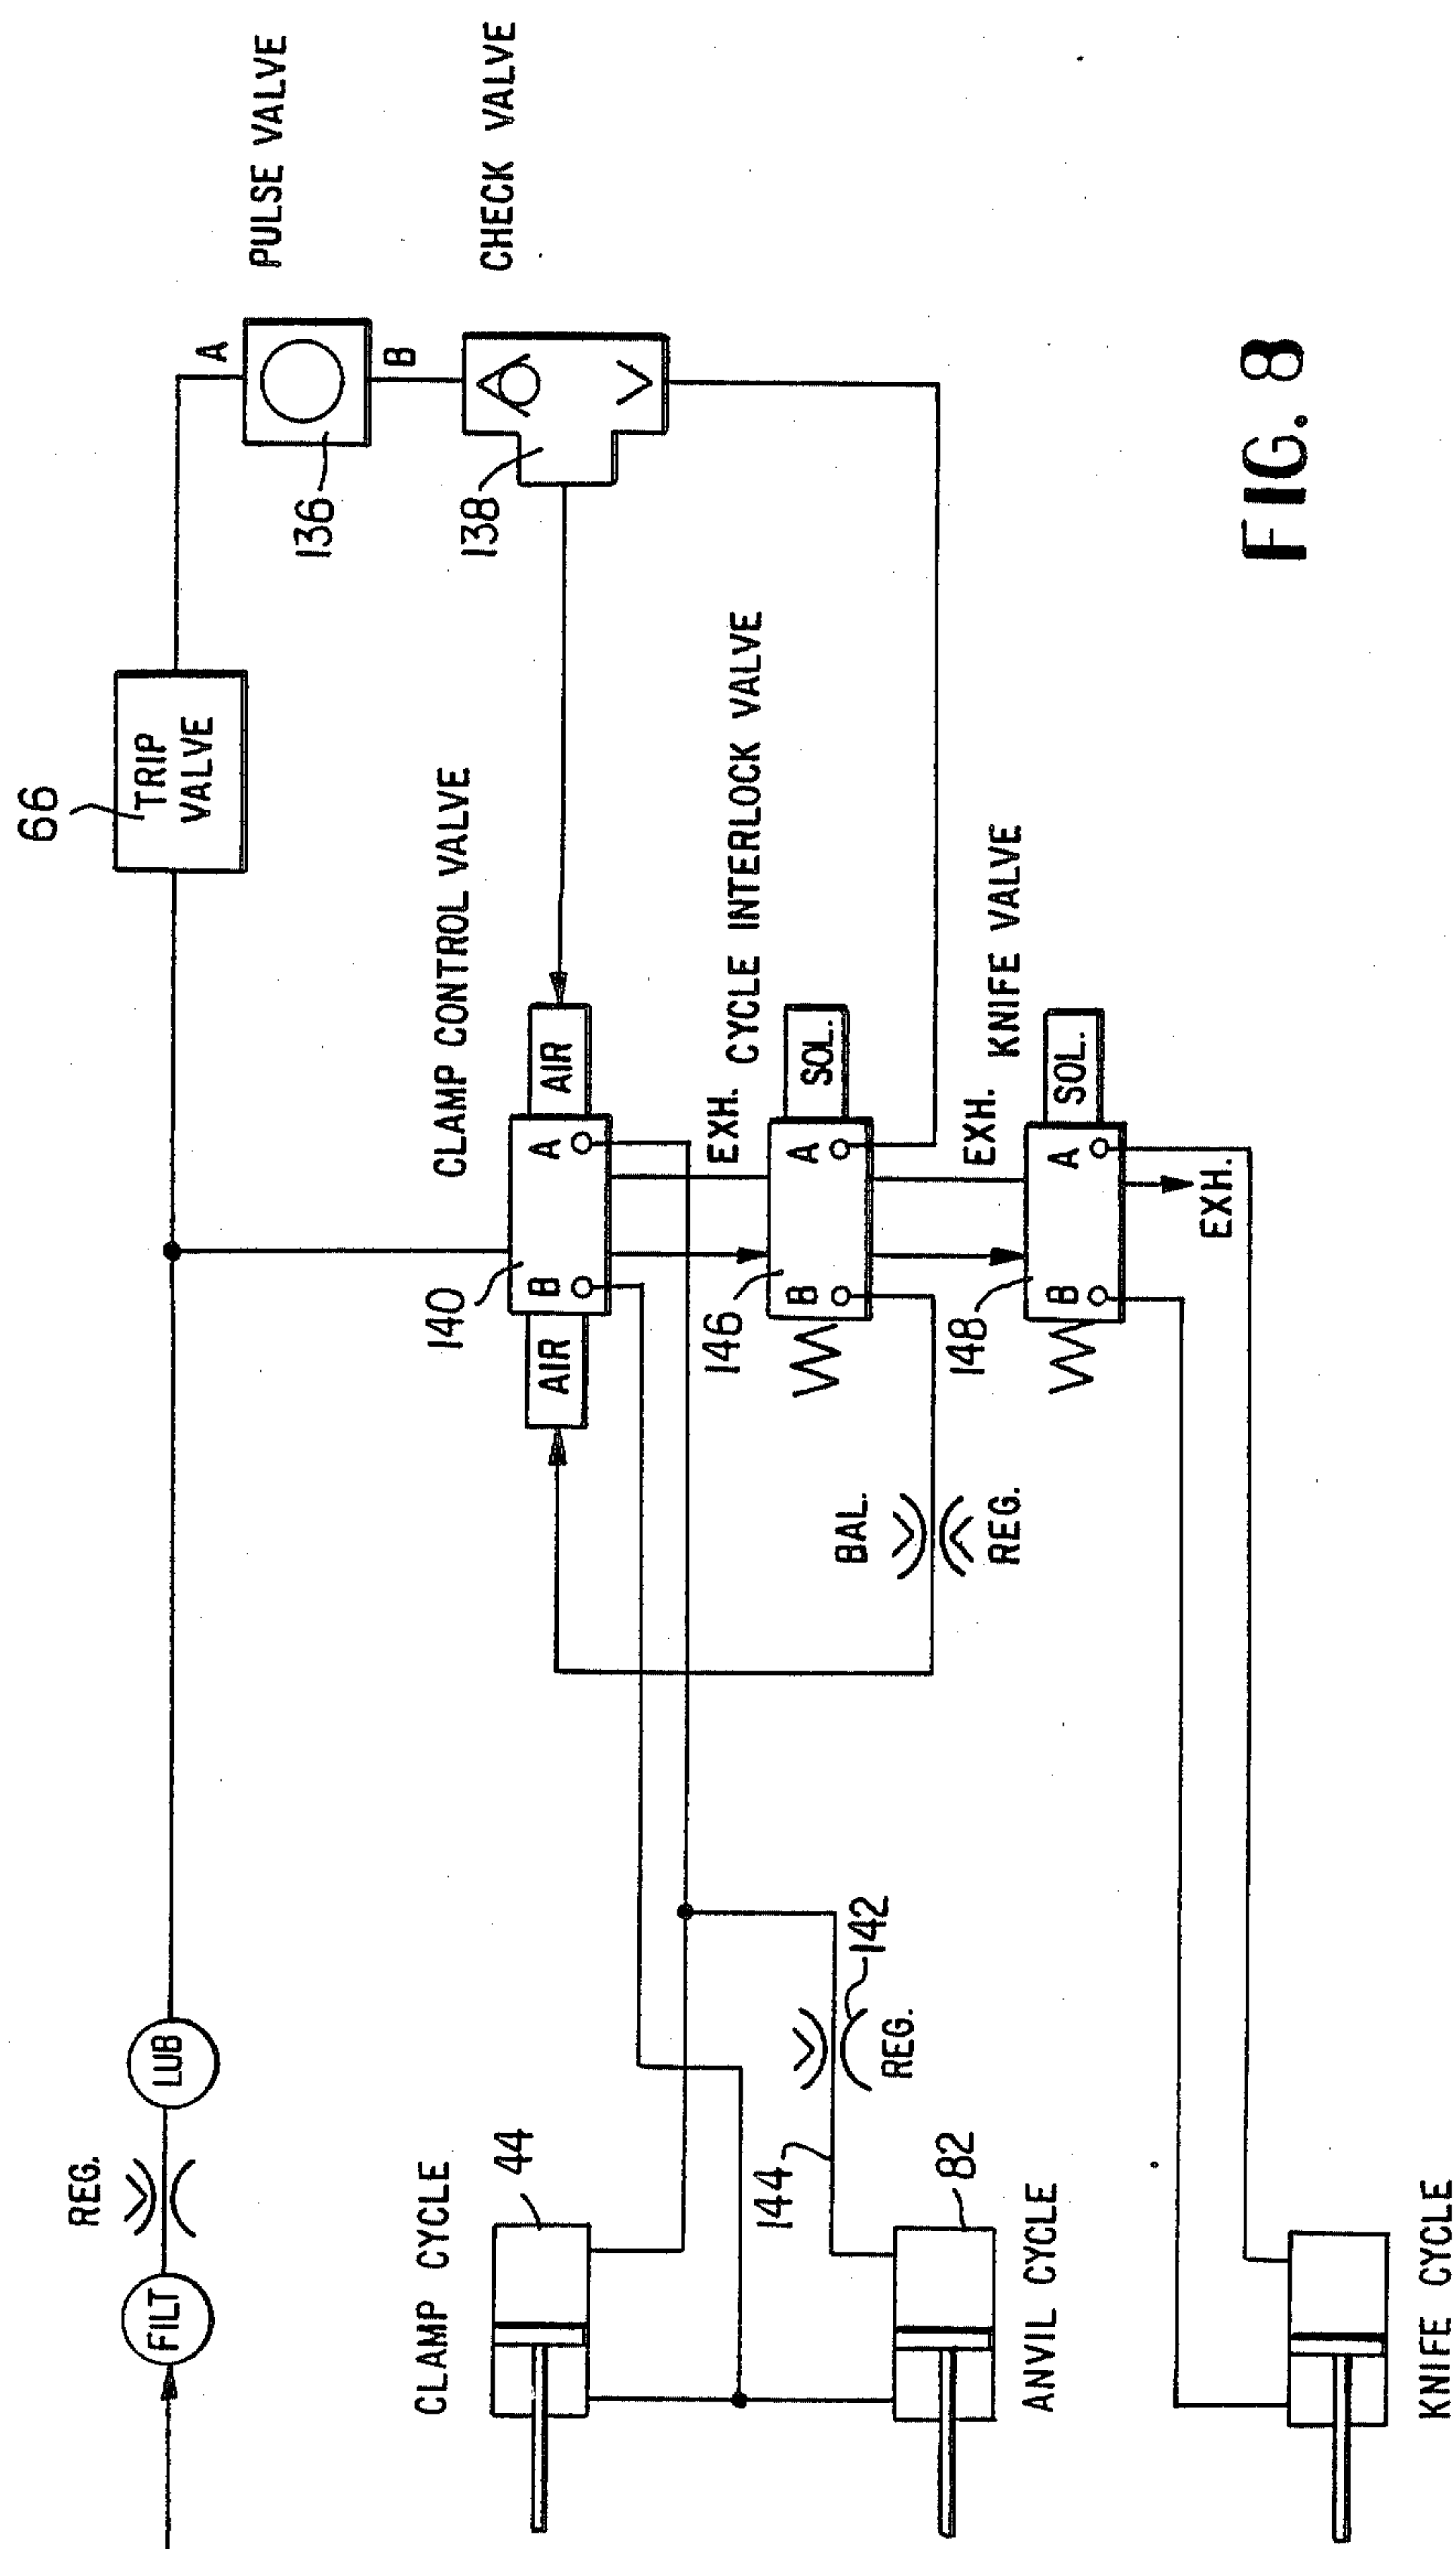 REG.
FILT
LUB
66
TRIP
VALVE
A
PULSE VALVE
136
B
CHECK VALVE
138
CLAMP CONTROL VALVE
140
AIR
B
A
AIR
EXH.
CYCLE INTERLOCK VALVE
146
B
A
SOL.
EXH.
KNIFE VALVE
148
B
A
SOL.
EXH.
BAL.
REG.
CLAMP CYCLE
44
142
REG.
144
82
ANVIL CYCLE
KNIFE CYCLE
FIG. 8